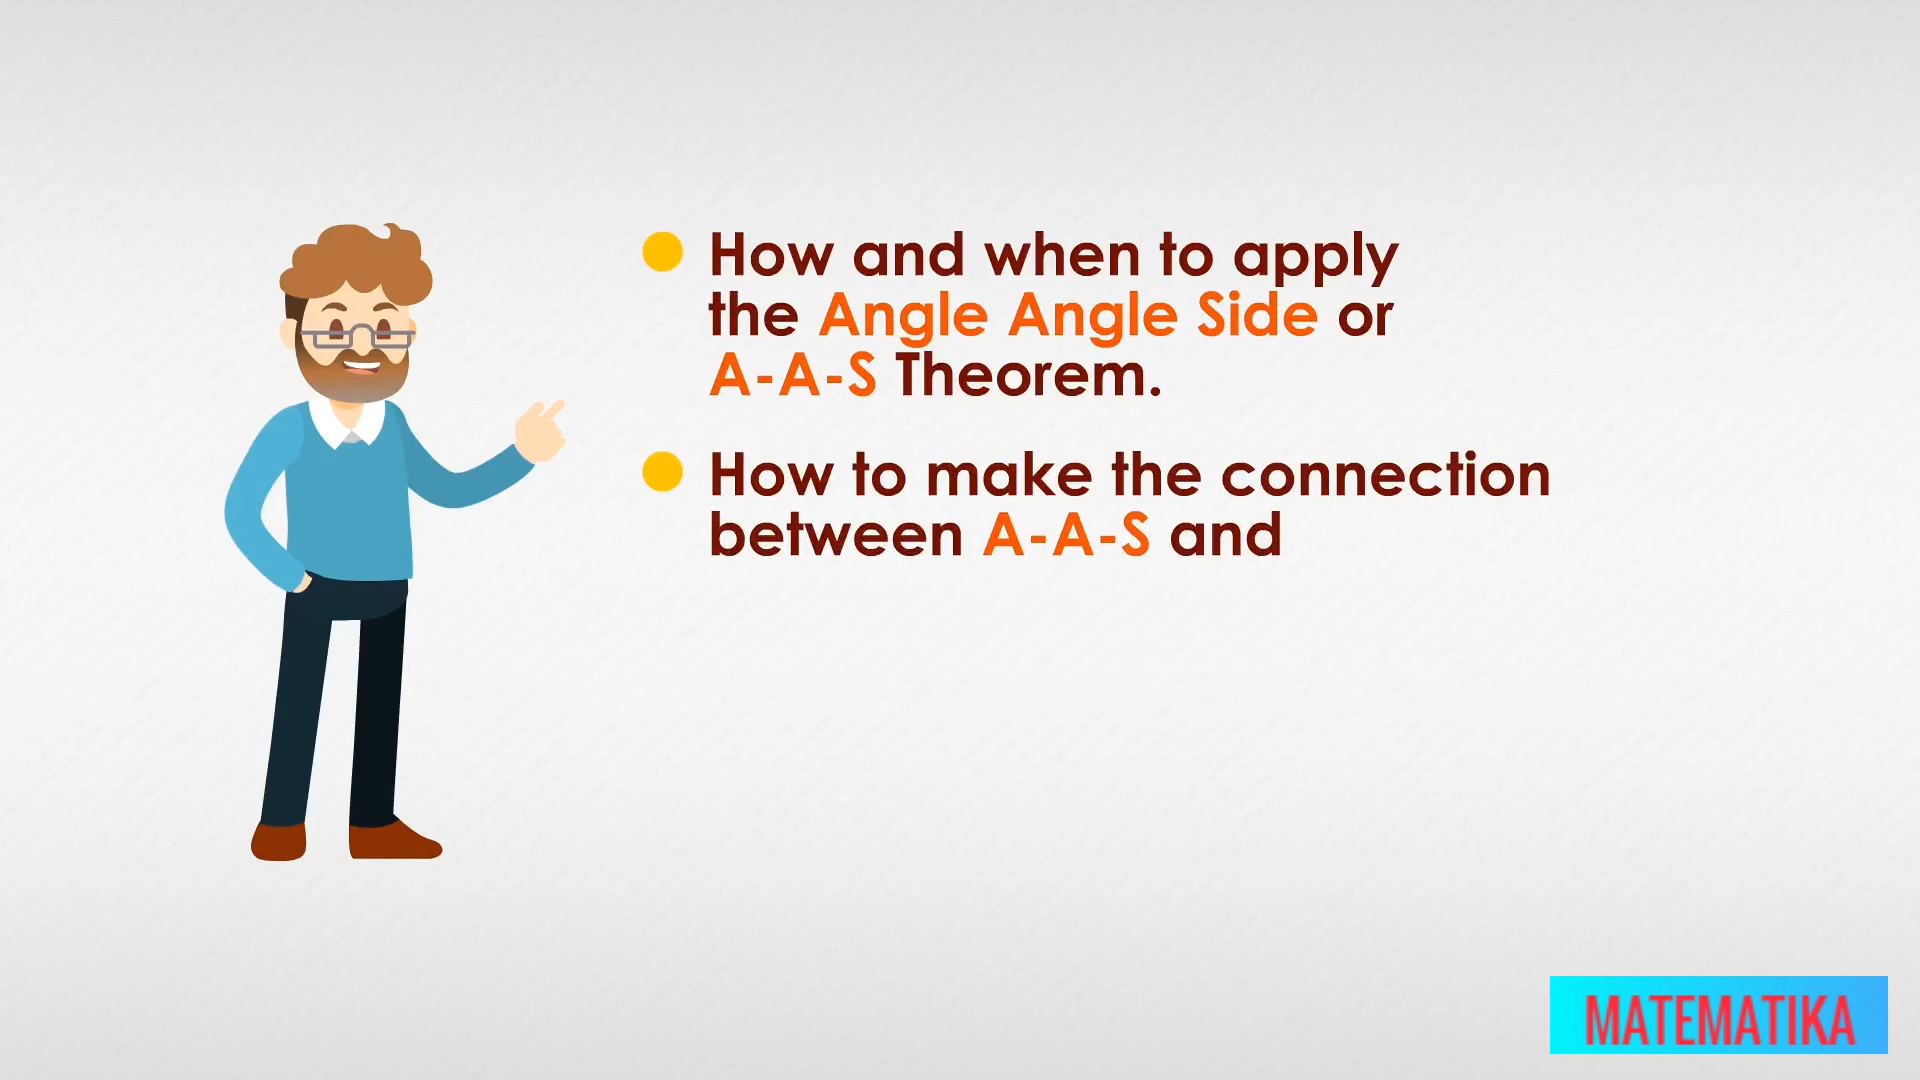 How and when to apply
the Angle Angle Side or
A-A-S Theorem.
How to make the connection
between A-A-S and
MATEMATIKA